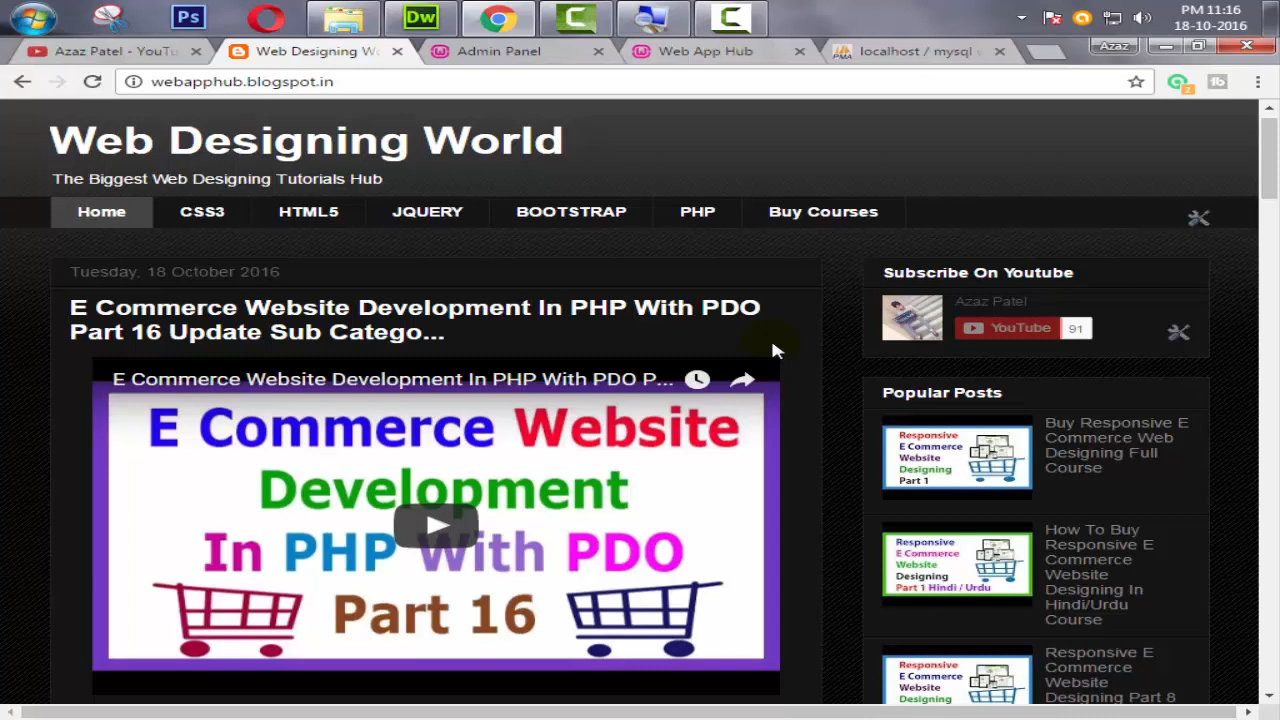 Ps
Dw
PM 11:16
18-10-2016
Azaz Patel - YouTu
Web Designing Wo
Admin Panel
Web App Hub
PMA
localhost / mysql w
Azaz
webapphub.blogspot.in
2
tb
Web Designing World
The Biggest Web Designing Tutorials Hub
Home CSS3 HTML5 JQUERY BOOTSTRAP PHP Buy Courses
Tuesday, 18 October 2016
E Commerce Website Development In PHP With PDO
Part 16 Update Sub Catego...
E Commerce Website Development In PHP With PDO P...
E Commerce Website
Development
In PHP With PDO
Part 16
Subscribe On Youtube
Azaz Patel
YouTube 91
Popular Posts
Responsive
E Commerce
Website
Designing
Part 1
Buy Responsive E
Commerce Web
Designing Full
Course
Responsive
E Commerce
Website
Designing
Part 1 Hindi / Urdu
How To Buy
Responsive E
Commerce
Website
Designing In
Hindi/Urdu
Course
Responsive
E Commerce
Website
Designing
Responsive E
Commerce
Website
Designing Part 8